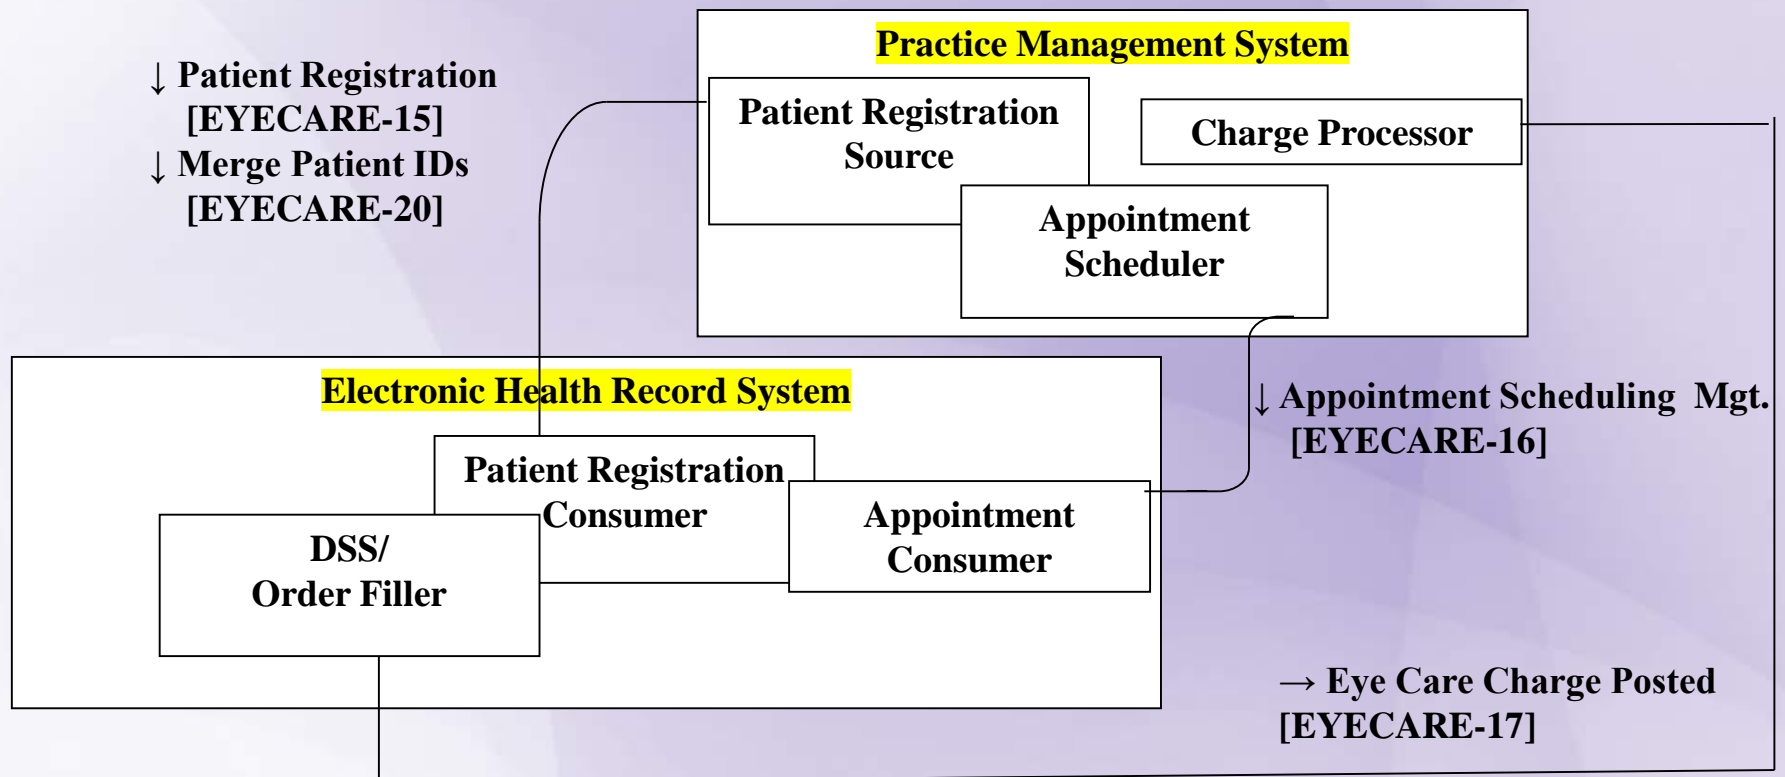 ↓ Patient Registration
[EYECARE-15]
↓ Merge Patient IDs
[EYECARE-20]
Practice Management System
Patient Registration
Source
Charge Processor
Appointment
Scheduler
Electronic Health Record System
Patient Registration
Consumer
Appointment
Consumer
DSS/
Order Filler
↓ Appointment Scheduling Mgt.
[EYECARE-16]
→ Eye Care Charge Posted
[EYECARE-17]